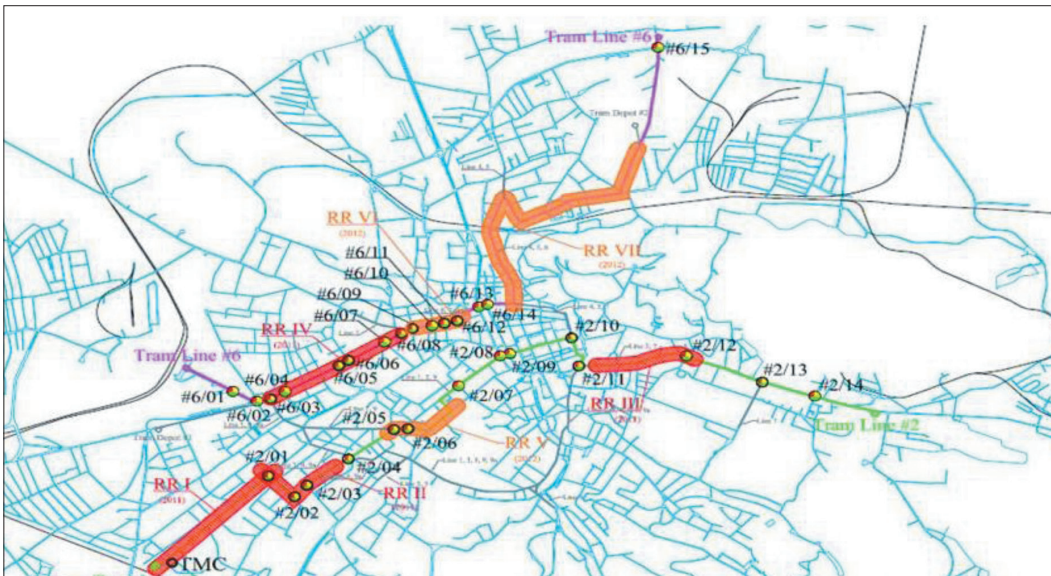 Tram Line #6
#6/15
Tram Depot #2
Line 4, 5
RR VI
(2012)
RR VII
(2012)
#6/11
#6/10
#6/09
#6/13
#6/07
#6/14
#6/12
#6/08
RR IV
#2/10
#2/08
#2/12
Tram Line #6
#6/06
#2/09
#6/04
#6/05
#2/11
#2/13
#6/01
#6/02
#6/03
#2/07
RR III
#2/14
Tram Line #2
#2/05
#2/06
RR V
(2012)
#2/01
#2/04
RR I
(2011)
#2/03
RR II
#2/02
TMC